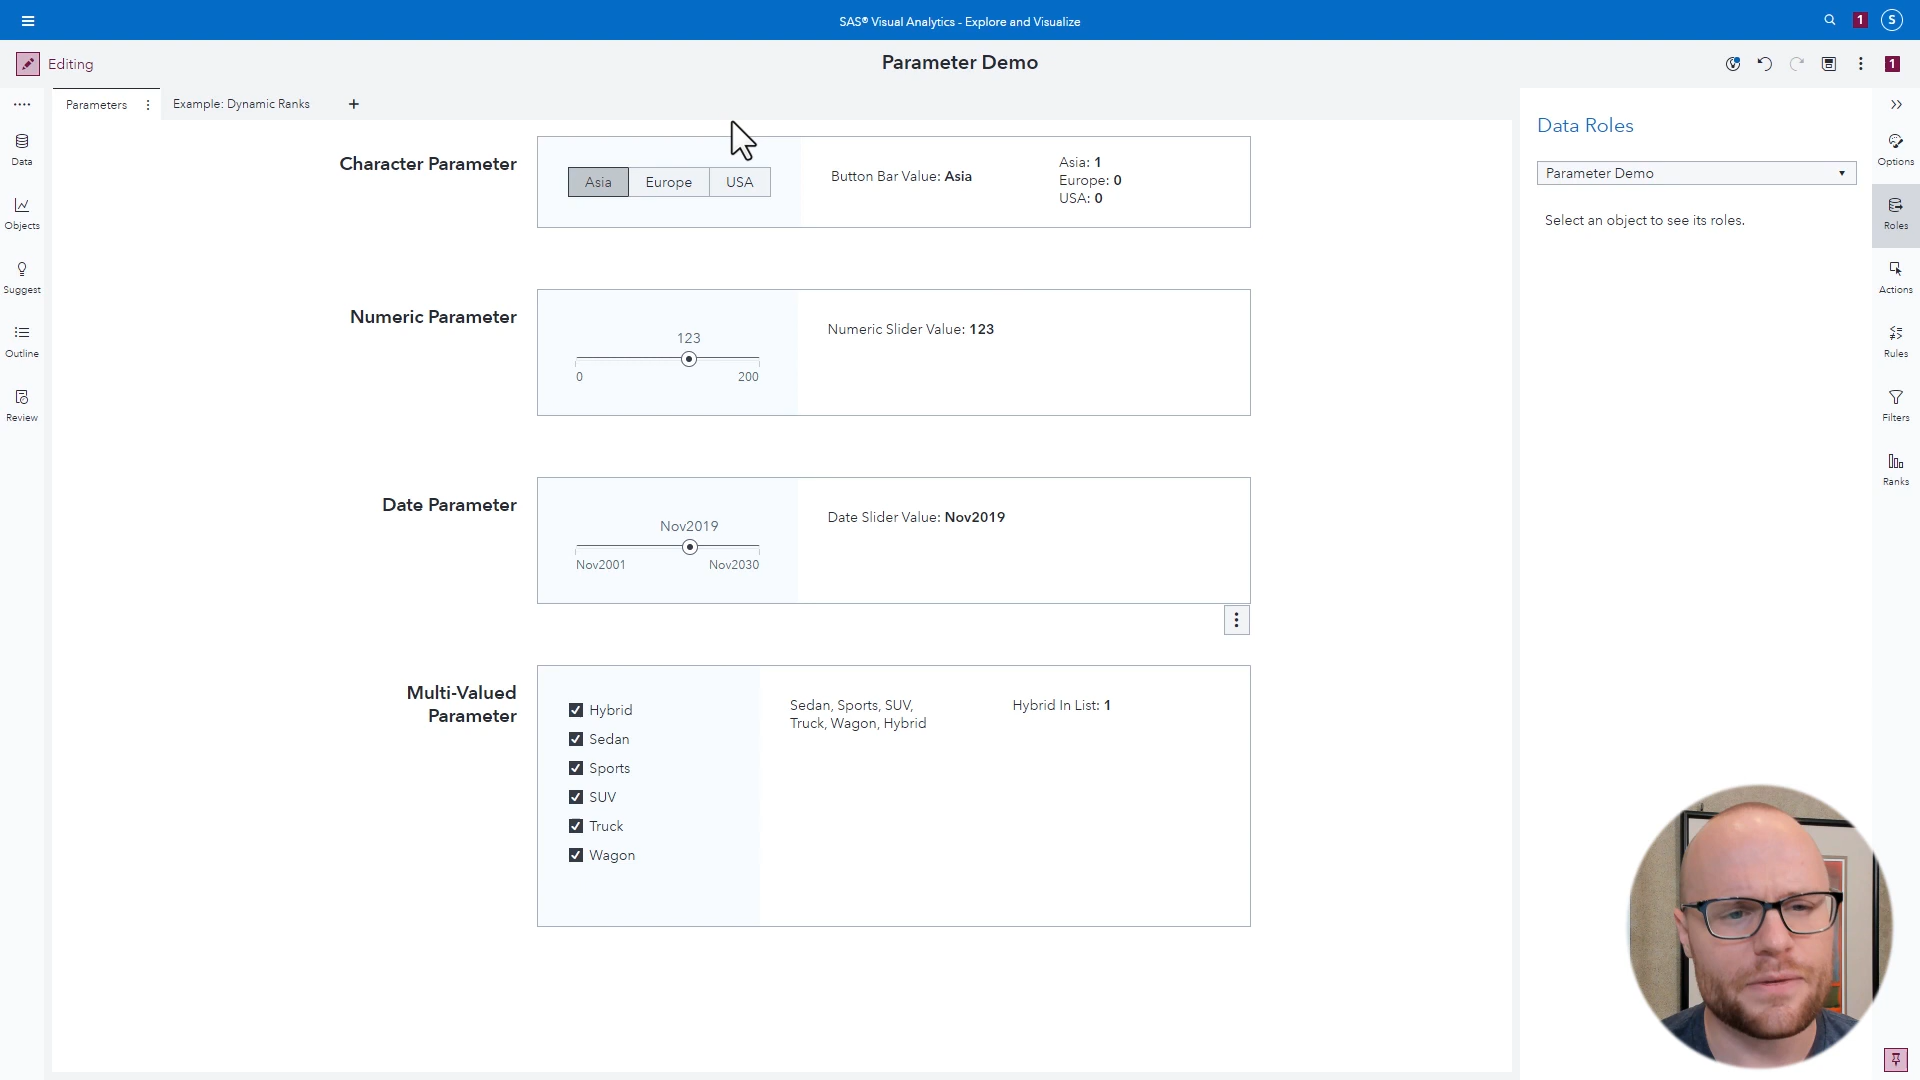 SAS® Visual Analytics - Explore and Visualize
1
S
Editing
Parameter Demo
1
Parameters
Example: Dynamic Ranks
Data
Objects
Suggest
Outline
Review
Character Parameter
Asia
Europe
USA
Button Bar Value: Asia
Asia: 1
Europe: 0
USA: 0
Numeric Parameter
123
0
200
Numeric Slider Value: 123
Date Parameter
Nov2019
Nov2001
Nov2030
Date Slider Value: Nov2019
Multi-Valued
Parameter
Hybrid
Sedan
Sports
SUV
Truck
Wagon
Sedan, Sports, SUV,
Truck, Wagon, Hybrid
Hybrid In List: 1
Data Roles
Parameter Demo
Select an object to see its roles.
Options
Roles
Actions
Rules
Filters
Ranks